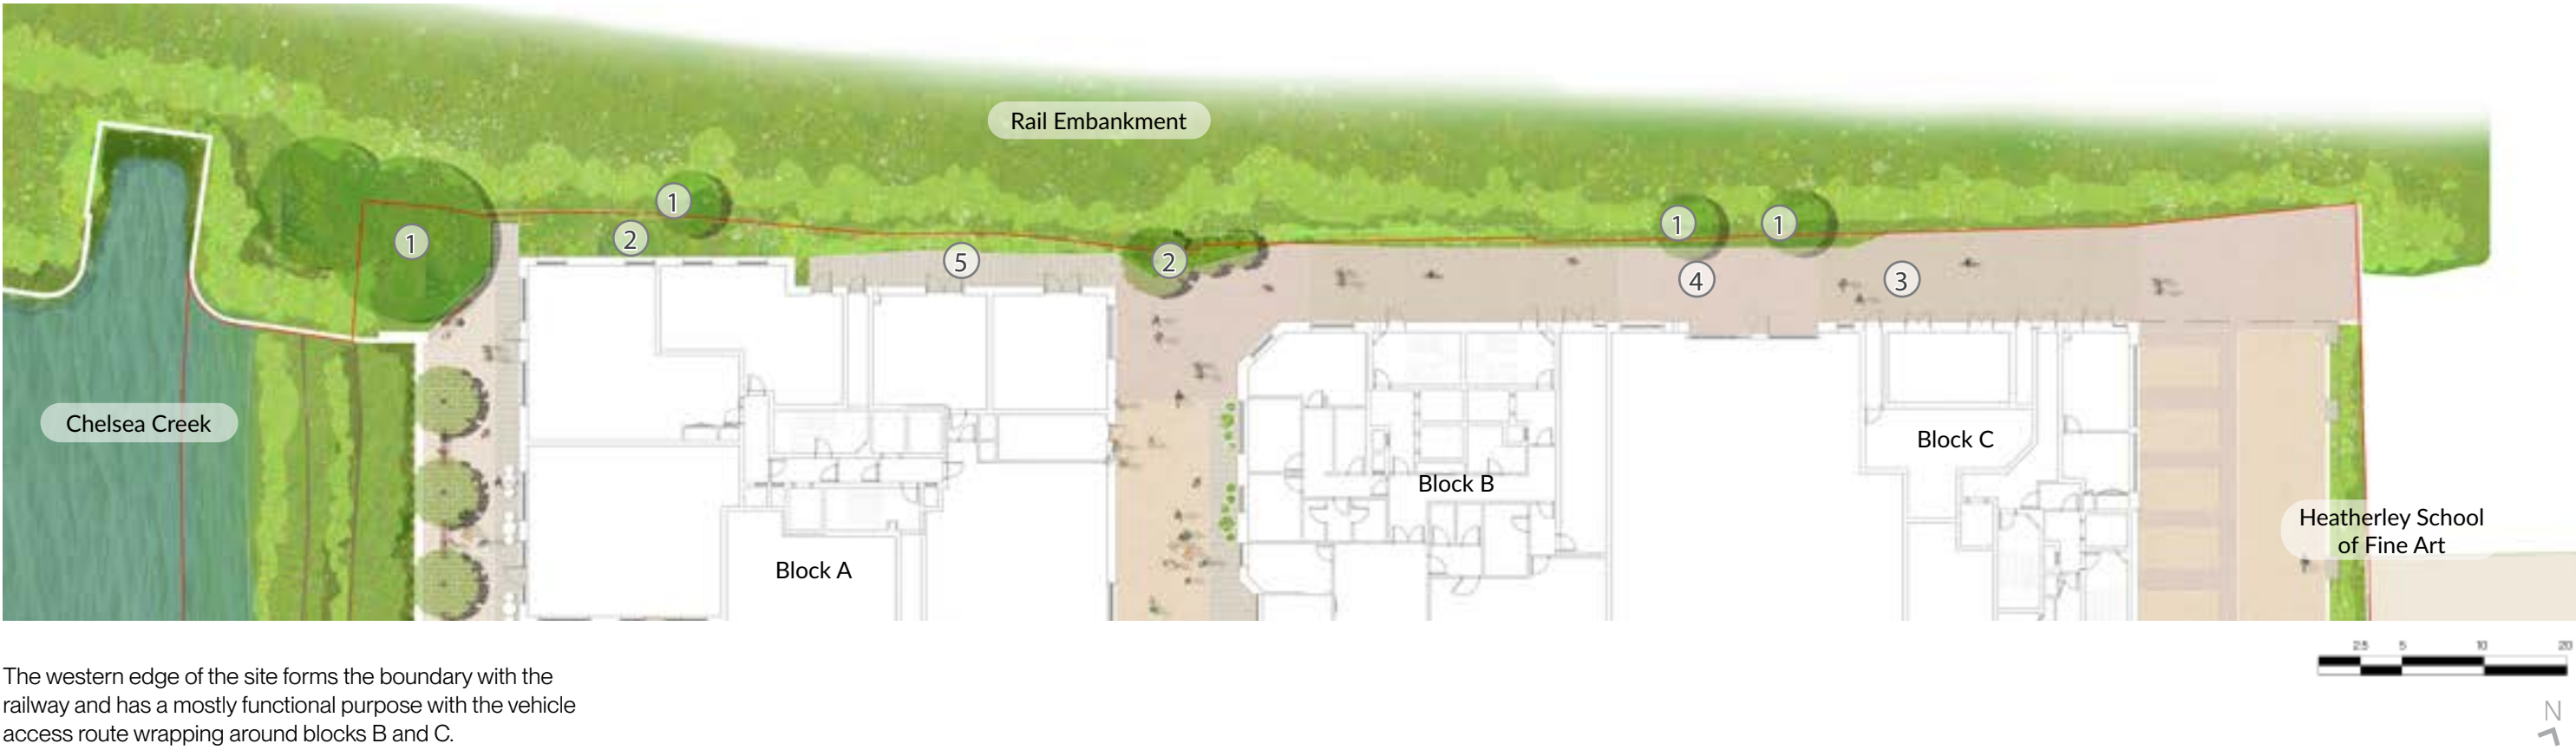 Rail Embankment
1
1
1
1
2
5
2
4
3
Chelsea Creek
Block C
Block B
Heatherley School
of Fine Art
Block A
2.5 5 10 20
The western edge of the site forms the boundary with the
railway and has a mostly functional purpose with the vehicle
access route wrapping around blocks B and C.
N